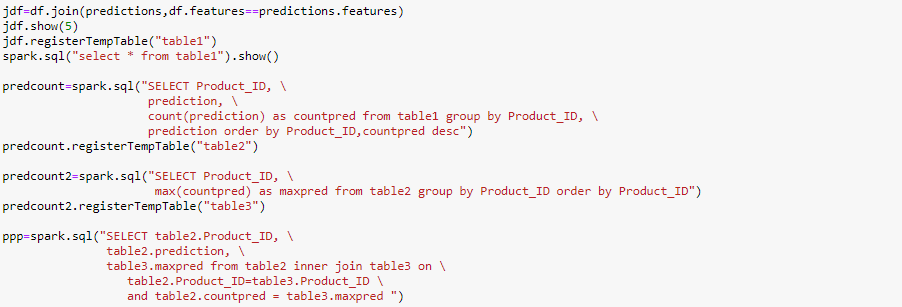 jdf=df.join(predictions,df.features==predictions.features)
jdf.show(5)
jdf.registerTempTable("table1")
spark.sql("select * from table1").show()
predcount=spark.sql("SELECT Product_ID, \
prediction, \
count(prediction) as countpred from table1 group by Product_ID, \
prediction order by Product_ID,countpred desc")
predcount.registerTempTable("table2")
predcount2=spark.sql("SELECT Product_ID, \
max(countpred) as maxpred from table2 group by Product_ID order by Product_ID")
predcount2.registerTempTable("table3")
ppp=spark.sql("SELECT table2.Product_ID, \
table2.prediction, \
table3.maxpred from table2 inner join table3 on \
table2.Product_ID=table3.Product_ID \
and table2.countpred = table3.maxpred ")